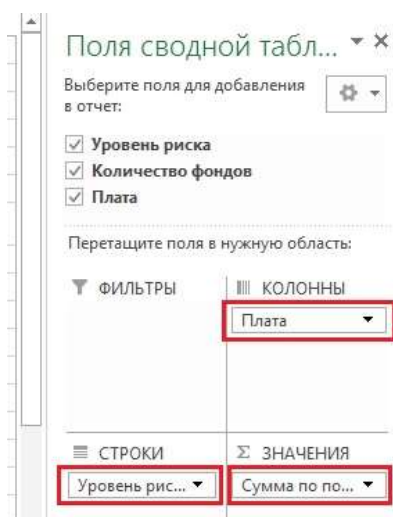 Поля сводной табл...
Выберите поля для добавления
в отчет:
Уровень риска
Количество фондов
Плата
Перетащите поля в нужную область:
ФИЛЬТРЫ
КОЛОННЫ
Плата
СТРОКИ
Σ ЗНАЧЕНИЯ
Уровень рис...
Сумма по по...